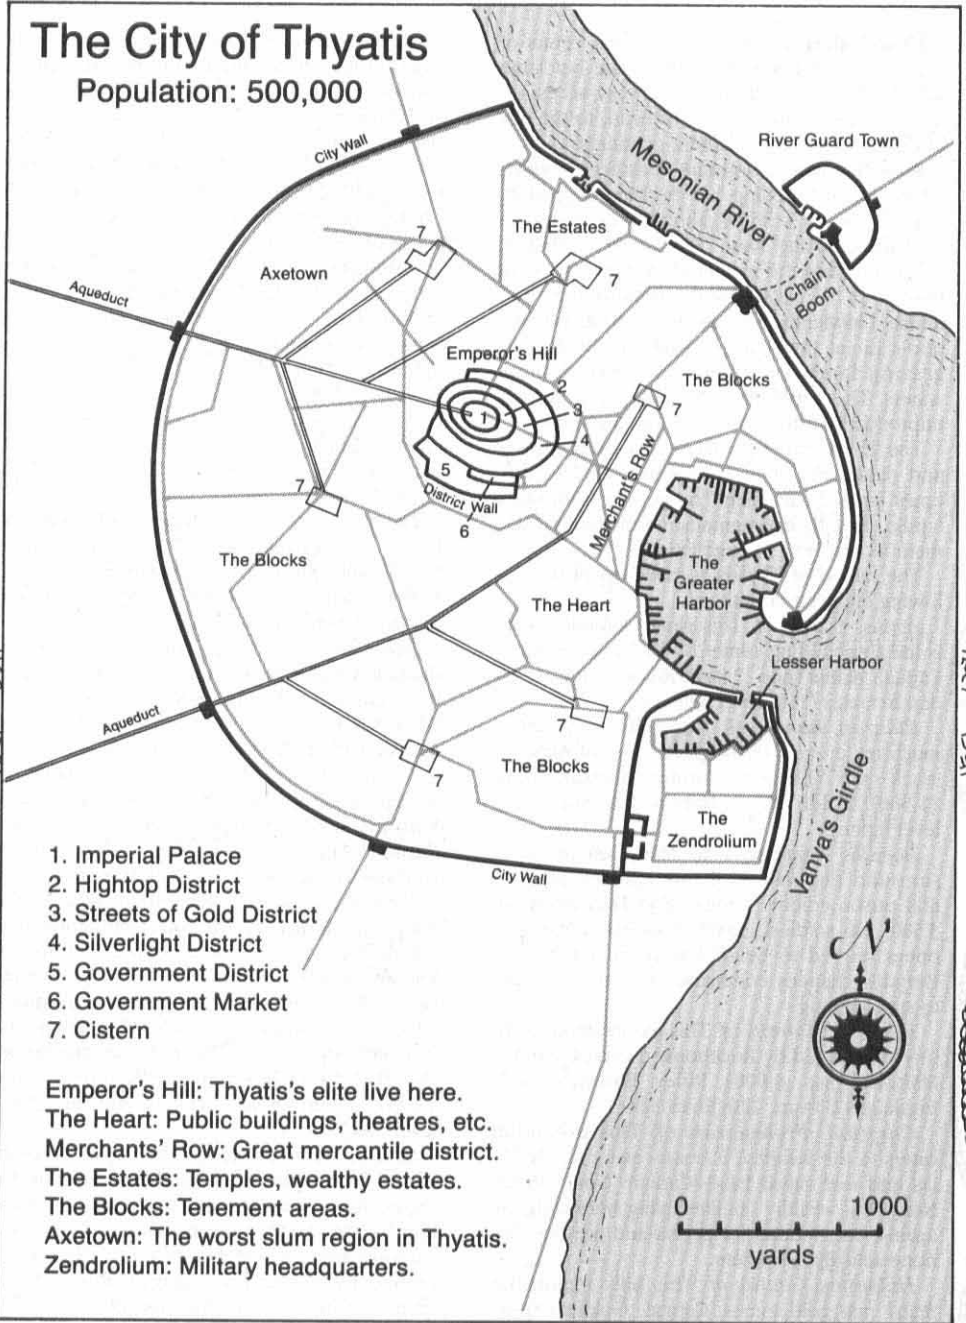 The City of Thyatis
Population: 500,000
City Wall
River Guard Town
Mesonian River
The Estates
7
7
Axetown
Chain
Boom
Aqueduct
Emperor's Hill
The Blocks
2
3
7
1
4
Merchant's Row
5
District Wall
7
6
The Blocks
The
Greater
Harbor
The Heart
Lesser Harbor
Aqueduct
7
The Blocks
7
Vanya's Girdle
The
Zendrolium
City Wall
1. Imperial Palace
2. Hightop District
3. Streets of Gold District
4. Silverlight District
5. Government District
6. Government Market
7. Cistern
N
Emperor's Hill: Thyatis's elite live here.
The Heart: Public buildings, theatres, etc.
Merchants' Row: Great mercantile district.
The Estates: Temples, wealthy estates.
The Blocks: Tenement areas.
Axetown: The worst slum region in Thyatis.
Zendrolium: Military headquarters.
0 1000
yards